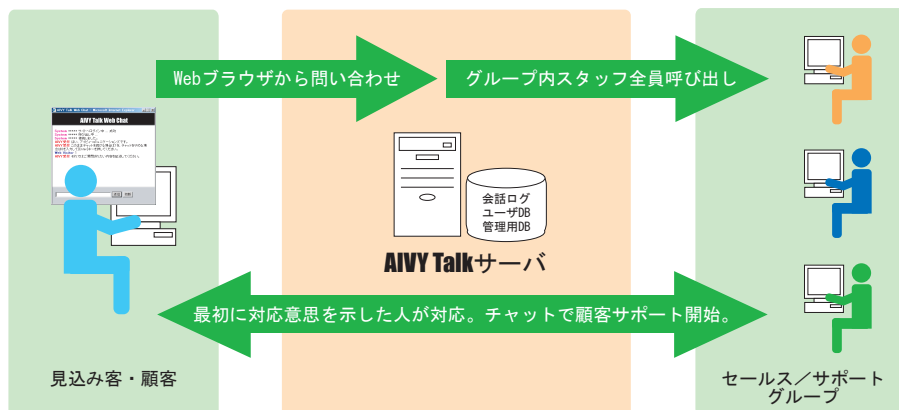 Webブラウザから問い合わせ
グループ内スタッフ全員呼び出し
AIVY Talk Web Chat
会話ログ
ユーザDB
管理用DB
AIVY Talkサーバ
最初に対応意思を示した人が対応。チャットで顧客サポート開始。
見込み客・顧客
セールス／サポート
グループ